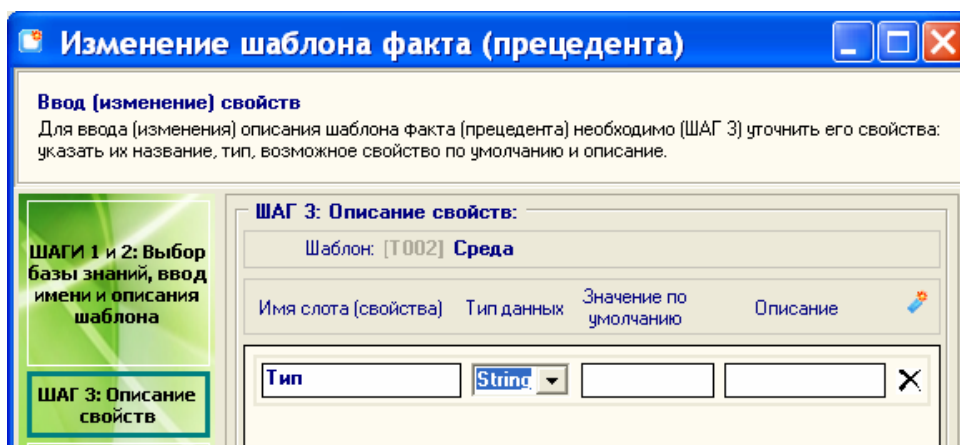 Изменение шаблона факта (прецедента)
Ввод (изменение) свойств
Для ввода (изменения) описания шаблона факта (прецедента) необходимо (ШАГ 3) уточнить его свойства:
указать их название, тип, возможное свойство по умолчанию и описание.
ШАГИ 1 и 2: Выбор
базы знаний, ввод
имени и описания
шаблона
ШАГ 3: Описание
свойств
ШАГ 3: Описание свойств:
Шаблон: [T002] Среда
Имя слота (свойства) Тип данных Значение по
умолчанию Описание
Тип String